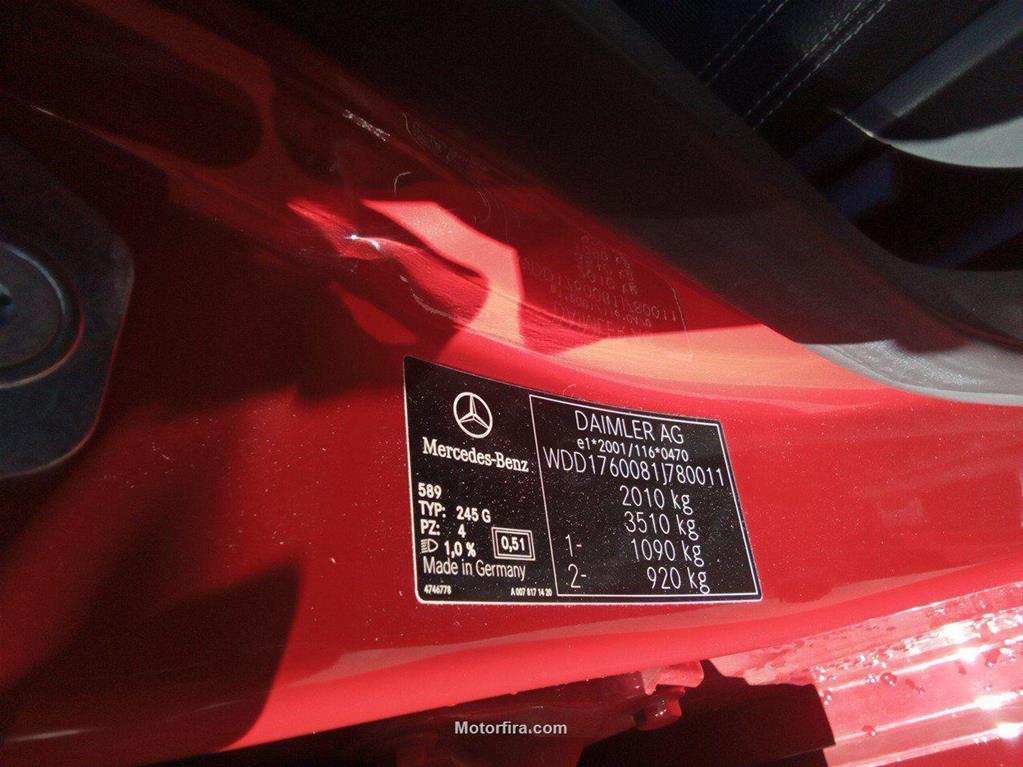 Mercedes-Benz
589
TYP: 245 G
PZ: 4
1,0 %
0,51
Made in Germany
4746778
A 007 817 14 20
DAIMLER AG
e1*2001/116*0470
WDD1760081J780011
2010 kg
3510 kg
1- 1090 kg
2- 920 kg
Motorfira.com